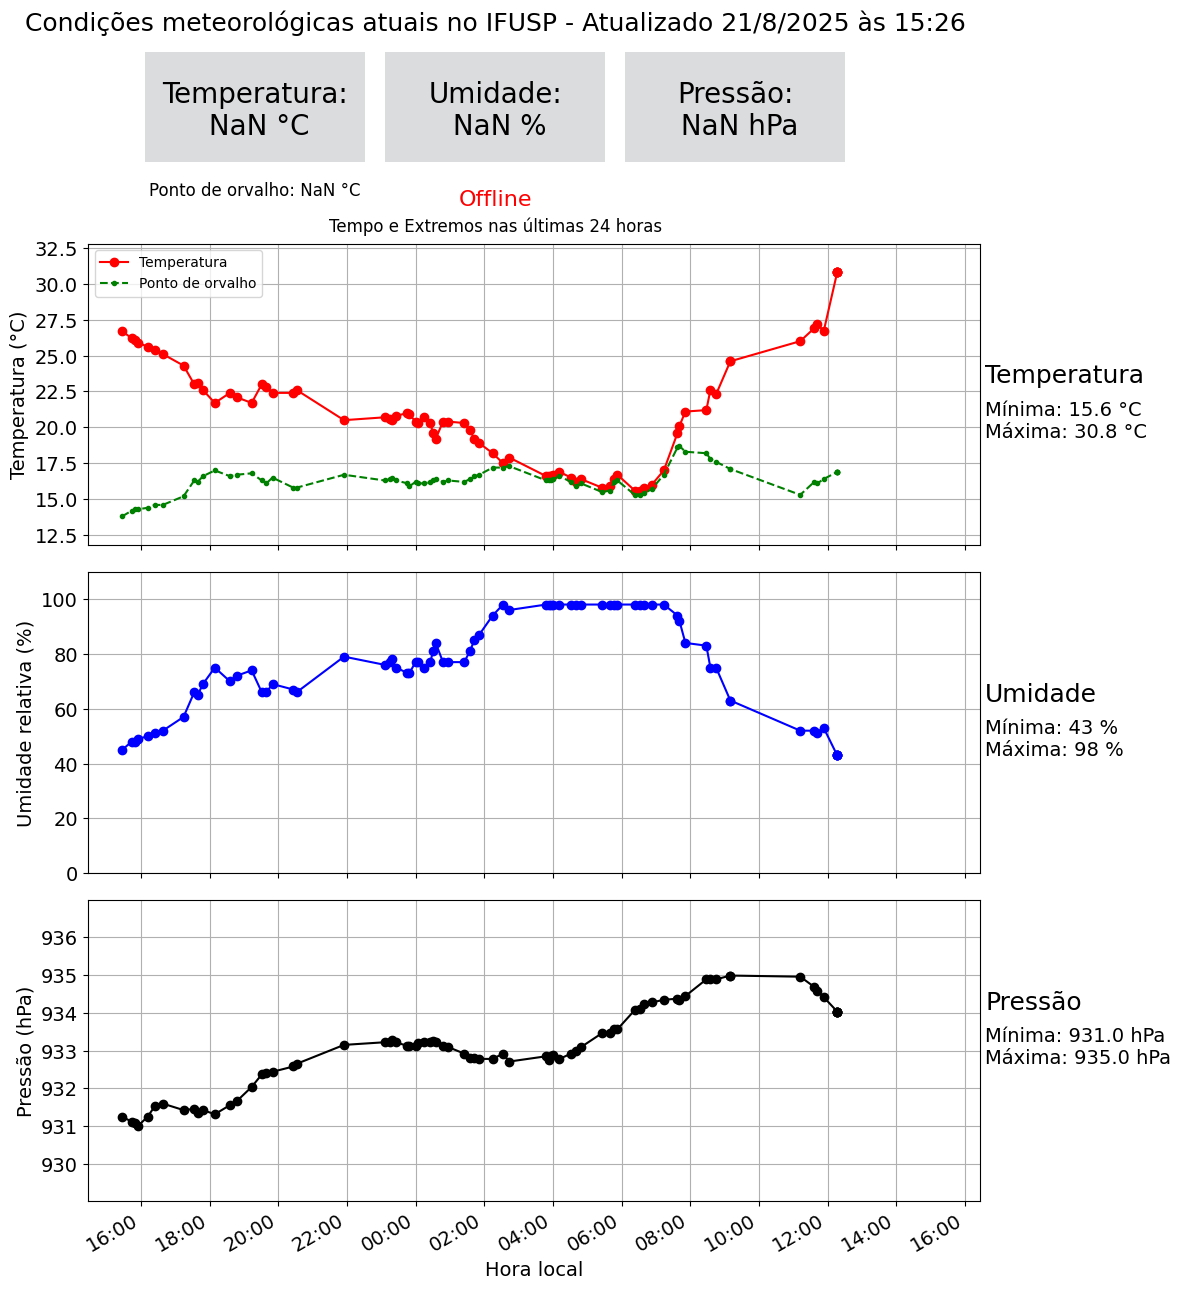 Condições meteorológicas atuais no IFUSP - Atualizado 21/8/2025 às 15:26
Temperatura:
NaN °C
Umidade:
NaN %
Pressão:
NaN hPa
Ponto de orvalho: NaN °C
Offline
Tempo e Extremos nas últimas 24 horas
Temperatura (°C)
32.5
30.0
27.5
25.0
22.5
20.0
17.5
15.0
12.5
Temperatura
Ponto de orvalho
Temperatura
Mínima: 15.6 °C
Máxima: 30.8 °C
Umidade relativa (%)
100
80
60
40
20
0
Umidade
Mínima: 43 %
Máxima: 98 %
Pressão (hPa)
936
935
934
933
932
931
930
Pressão
Mínima: 931.0 hPa
Máxima: 935.0 hPa
16:00
18:00
20:00
22:00
00:00
02:00
04:00
06:00
08:00
10:00
12:00
14:00
16:00
Hora local